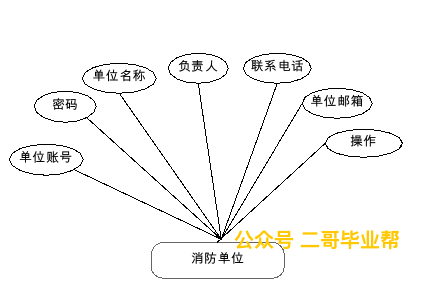 负责人
联系电话
单位名称
密码
单位邮箱
操作
单位账号
公众号 二哥毕业帮
消防单位